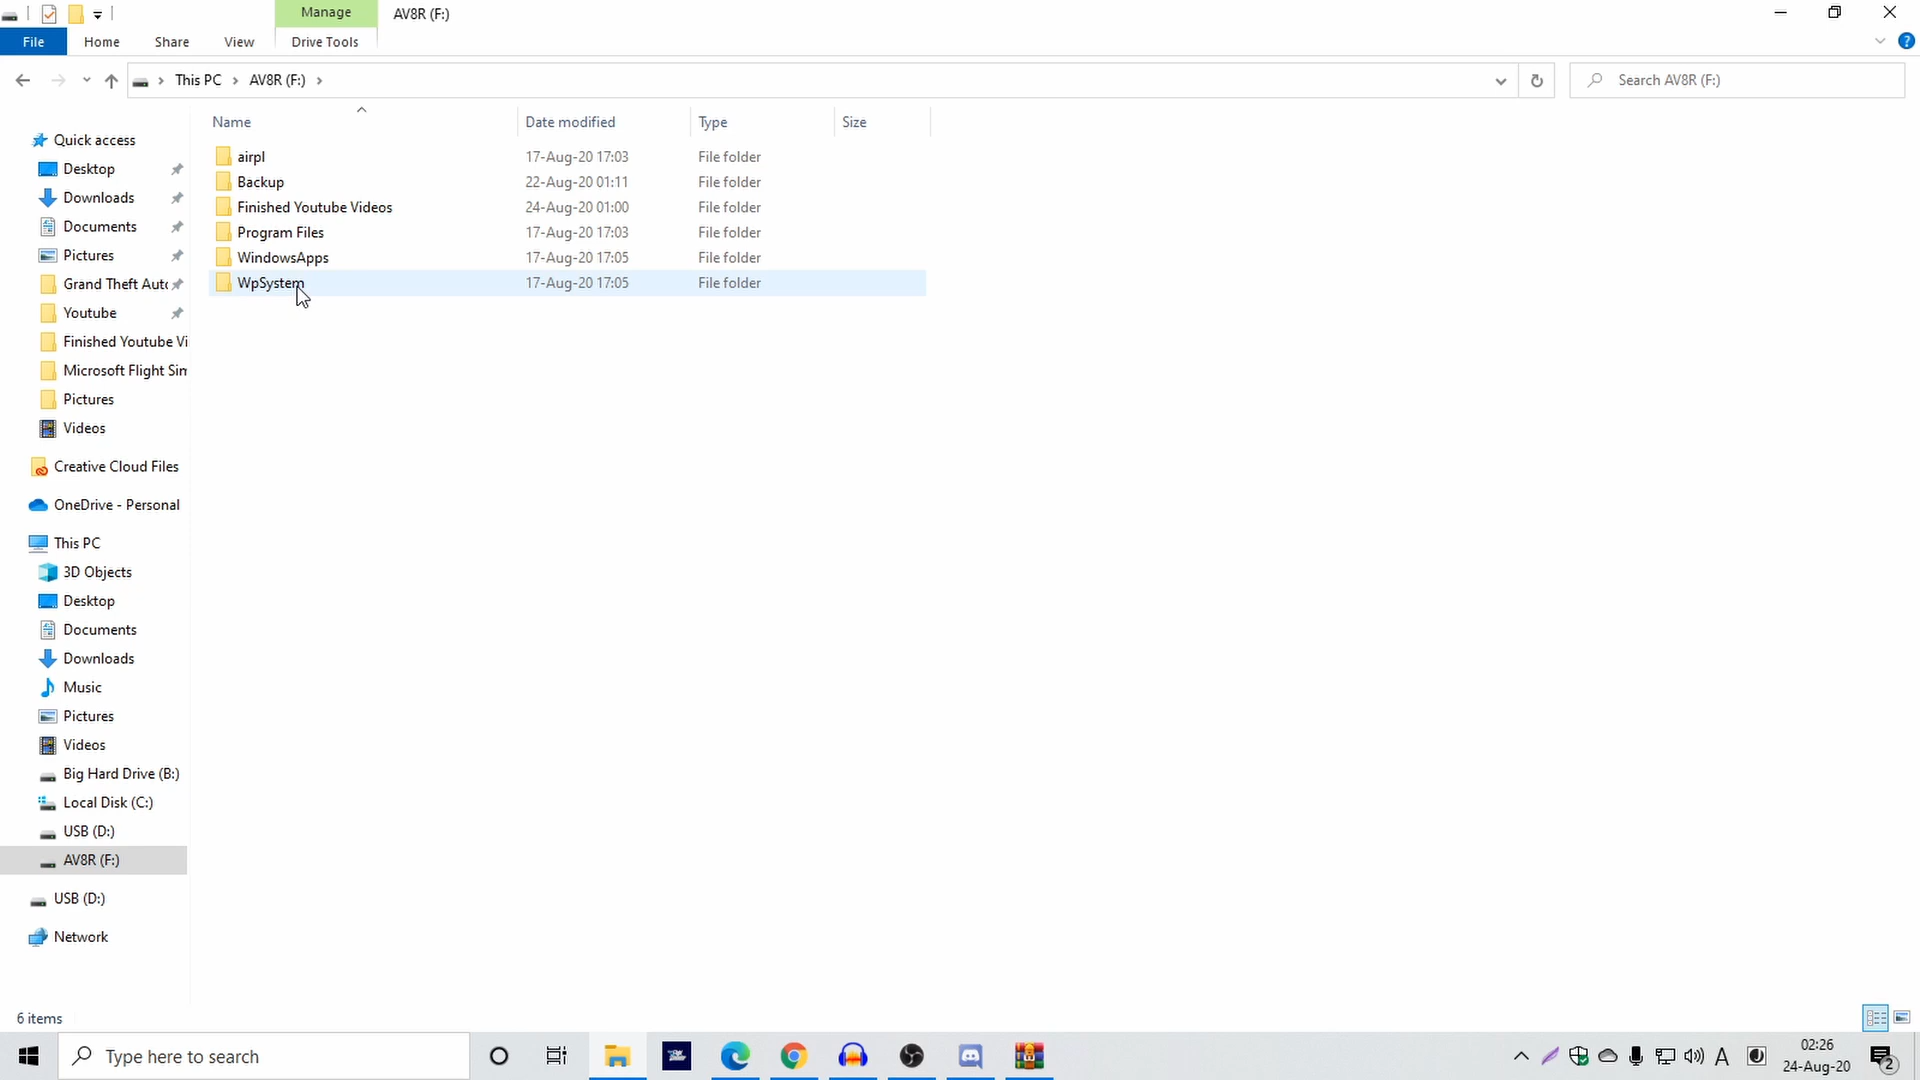 Manage
AV8R (F:)
File
Home
Share
View
Drive Tools
This PC
AV8R (F:)
Search AV8R (F:)
Name
Date modified
Type
Size
airpl
17-Aug-20 17:03
File folder
Backup
22-Aug-20 01:11
File folder
Finished Youtube Videos
24-Aug-20 01:00
File folder
Program Files
17-Aug-20 17:03
File folder
WindowsApps
17-Aug-20 17:05
File folder
WpSystem
17-Aug-20 17:05
File folder
Quick access
Desktop
Downloads
Documents
Pictures
Grand Theft Auto
Youtube
Finished Youtube Vi
Microsoft Flight Sim
Pictures
Videos
Creative Cloud Files
OneDrive - Personal
This PC
3D Objects
Desktop
Documents
Downloads
Music
Pictures
Videos
Big Hard Drive (B:)
Local Disk (C:)
USB (D:)
AV8R (F:)
USB (D:)
Network
6 items
Type here to search
A
02:26
24-Aug-20
2